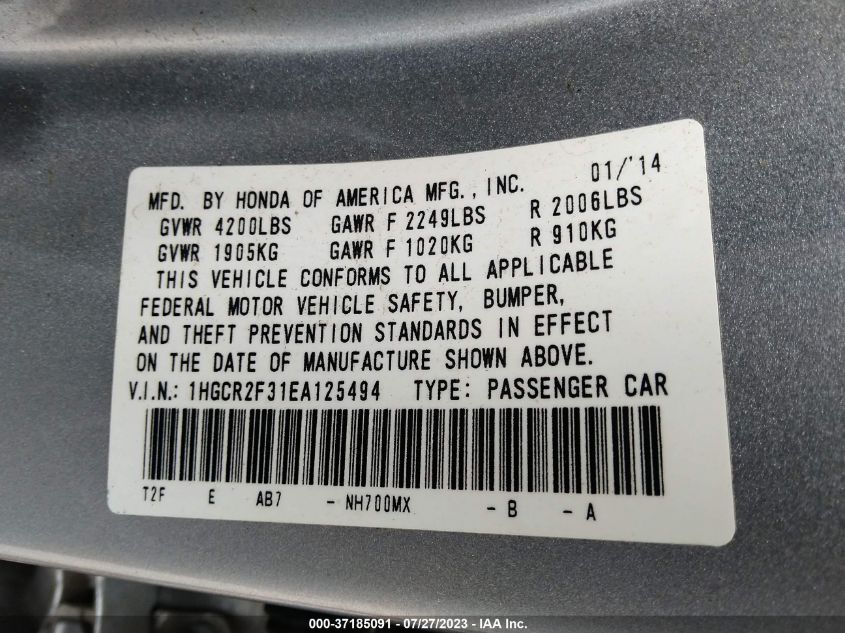 MFD. BY HONDA OF AMERICA MFG., INC. 01/'14
GVWR 4200LBS GAWR F 2249LBS R 2006LBS
GVWR 1905KG GAWR F 1020KG R 910KG
THIS VEHICLE CONFORMS TO ALL APPLICABLE
FEDERAL MOTOR VEHICLE SAFETY, BUMPER,
AND THEFT PREVENTION STANDARDS IN EFFECT
ON THE DATE OF MANUFACTURE SHOWN ABOVE.
V.I.N.: 1HGCR2F31EA125494 TYPE: PASSENGER CAR
T2F E AB7 - NH700MX - B - A
000-37185091 / 07/27/2023 - IAA Inc.